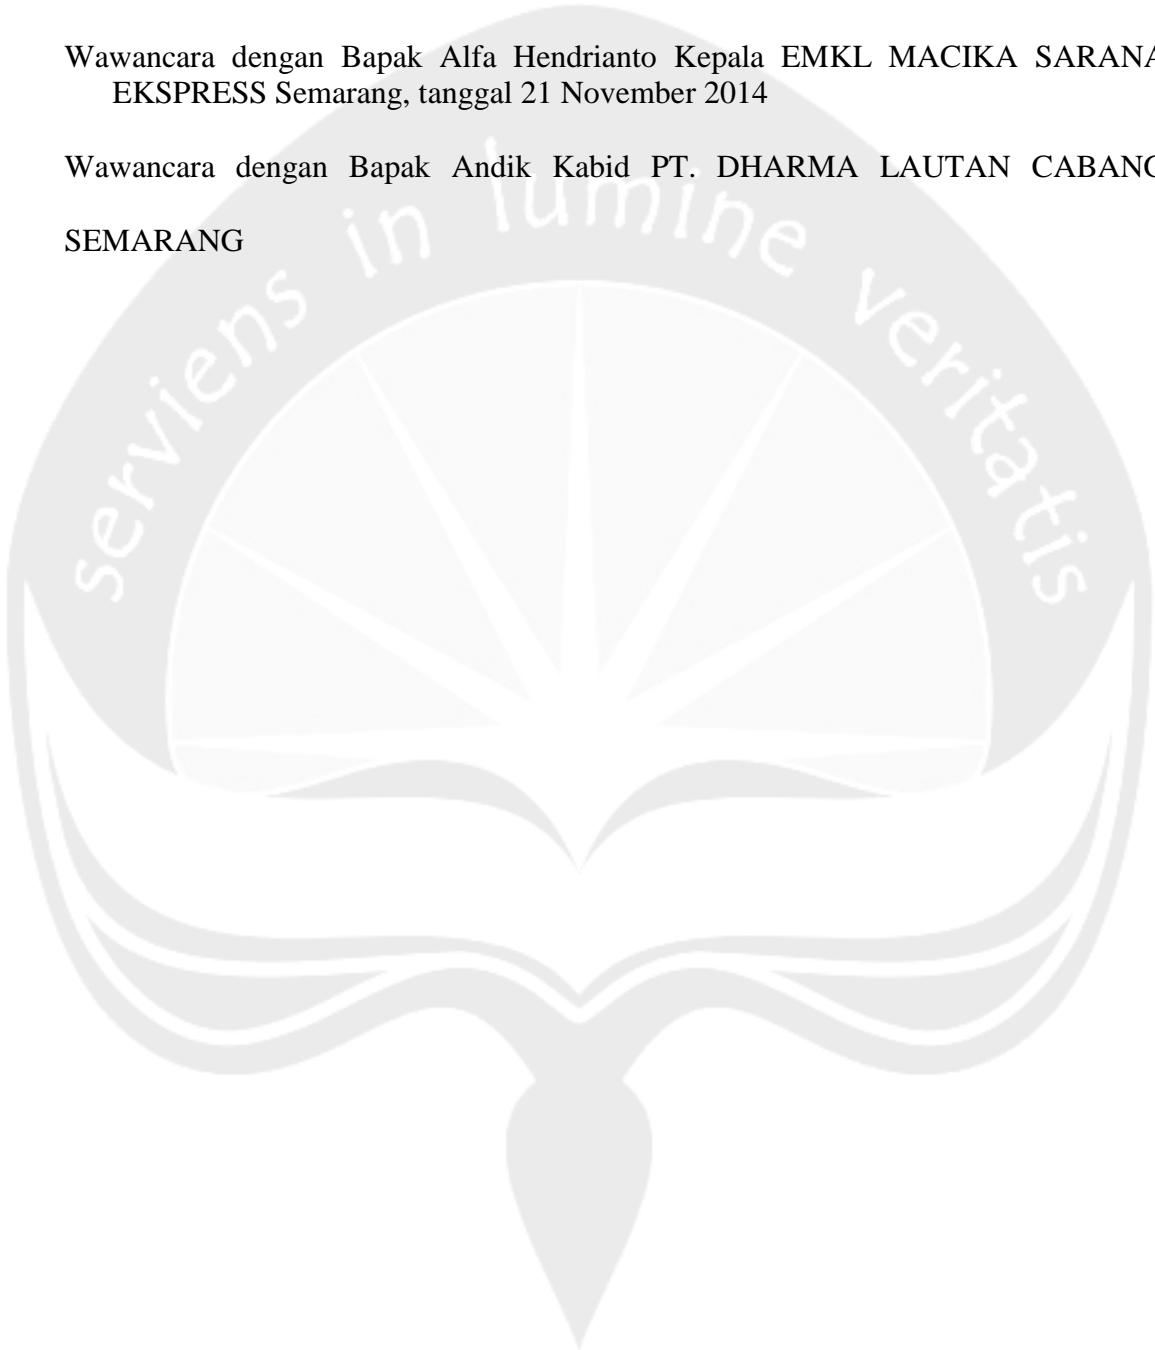 Wawancara dengan Bapak Alfa Hendrianto Kepala EMKL MACIKA SARANA
EKSPRESS Semarang, tanggal 21 November 2014
Wawancara dengan Bapak Andik Kabid PT. DHARMA LAUTAN CABANG
SEMARANG
serviens in lumine veritatis